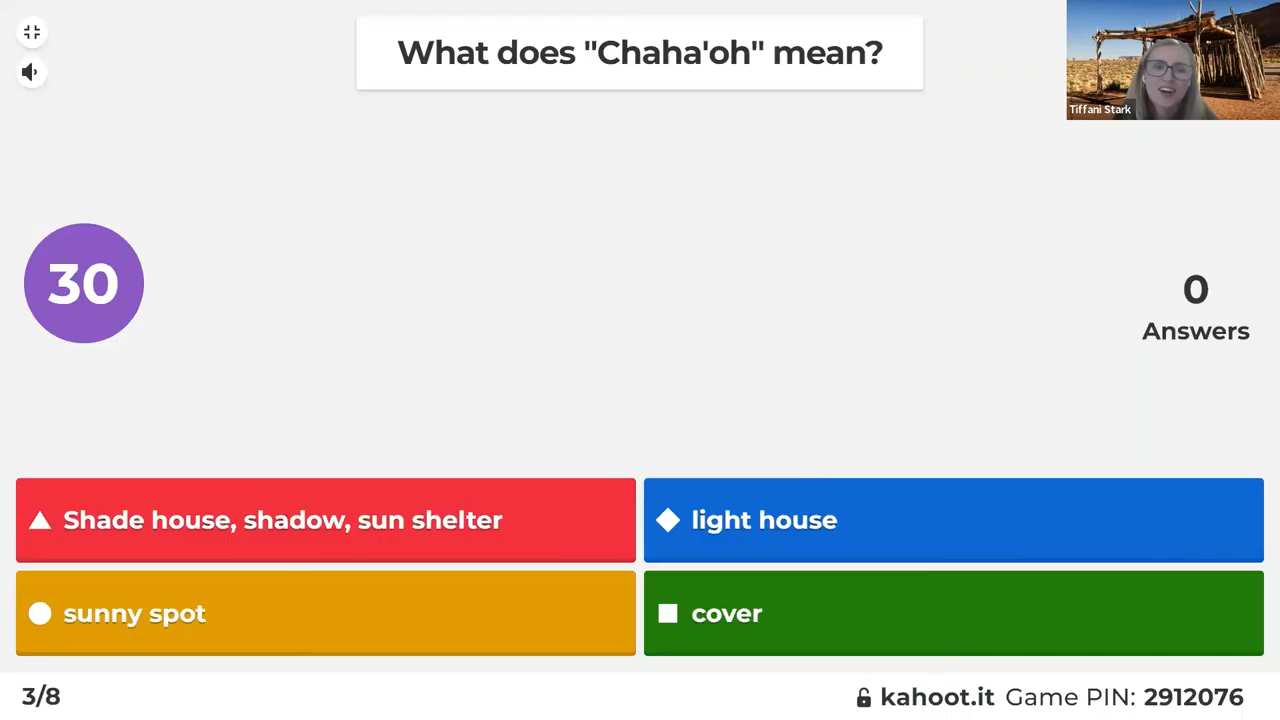 What does "Chaha'oh" mean?
Tiffani Stark
30
0
Answers
Shade house, shadow, sun shelter
light house
sunny spot
cover
3/8
kahoot.it Game PIN: 2912076